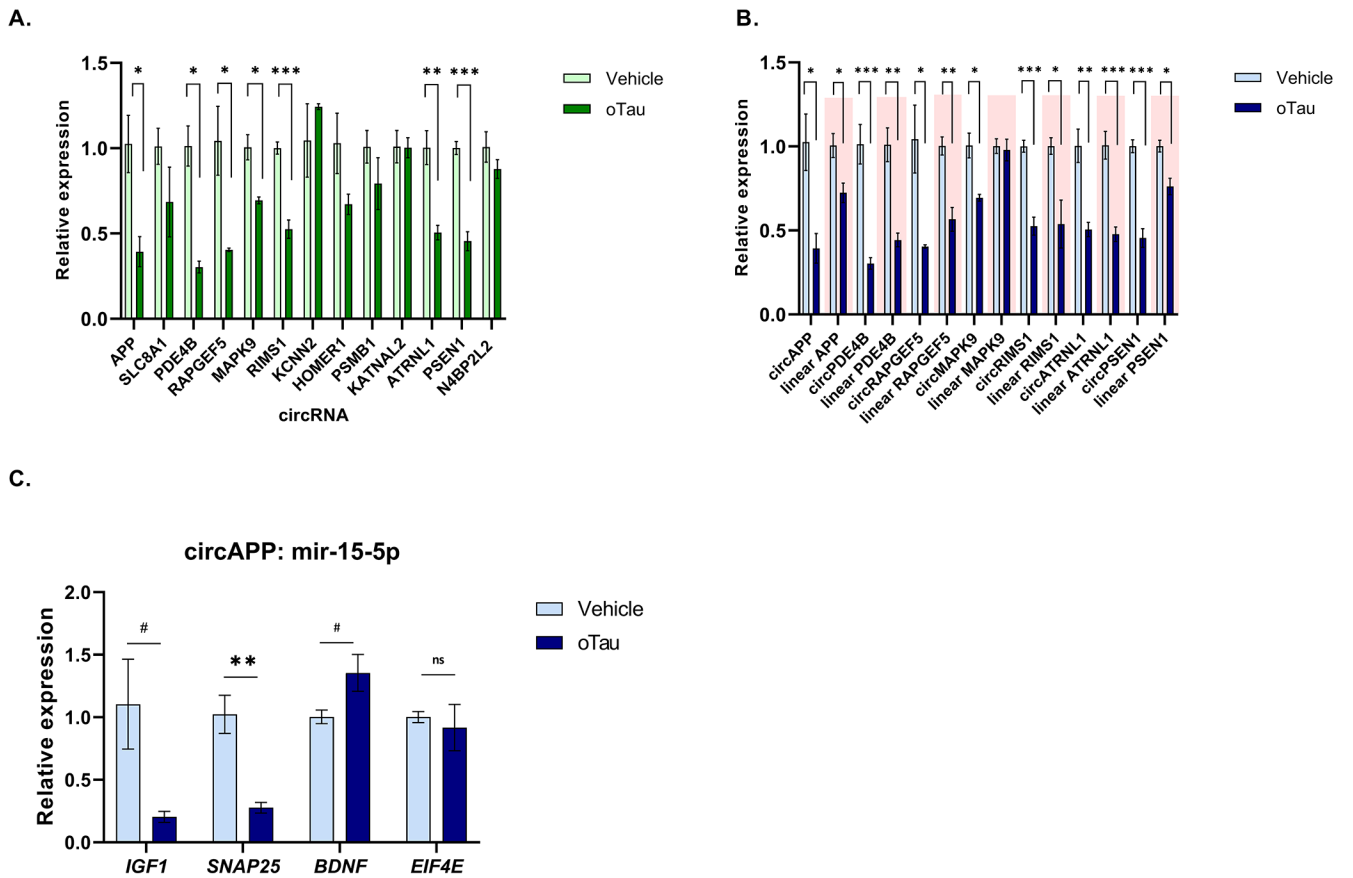 A.
Relative expression
1.5
1.0
0.5
0.0
* * * * *** ** ***
APP
SLC8A1
PDE4B
RAPGEF5
MAPK9
RIMS1
KCNN2
HOMER1
PSMB1
KATNAL2
ATRNL1
PSEN1
N4BP2L2
circRNA
Vehicle
oTau
B.
Relative expression
1.5
1.0
0.5
0.0
* * *** ** * ** * *** * ** *** *** *
circAPP
linear APP
circPDE4B
linear PDE4B
circRAPGEF5
linear RAPGEF5
circMAPK9
linear MAPK9
circRIMS1
linear RIMS1
circATRNL1
linear ATRNL1
circPSEN1
linear PSEN1
Vehicle
oTau
C.
circAPP: mir-15-5p
Relative expression
2.0
1.5
1.0
0.5
0.0
# ** # ns
IGF1
SNAP25
BDNF
EIF4E
Vehicle
oTau